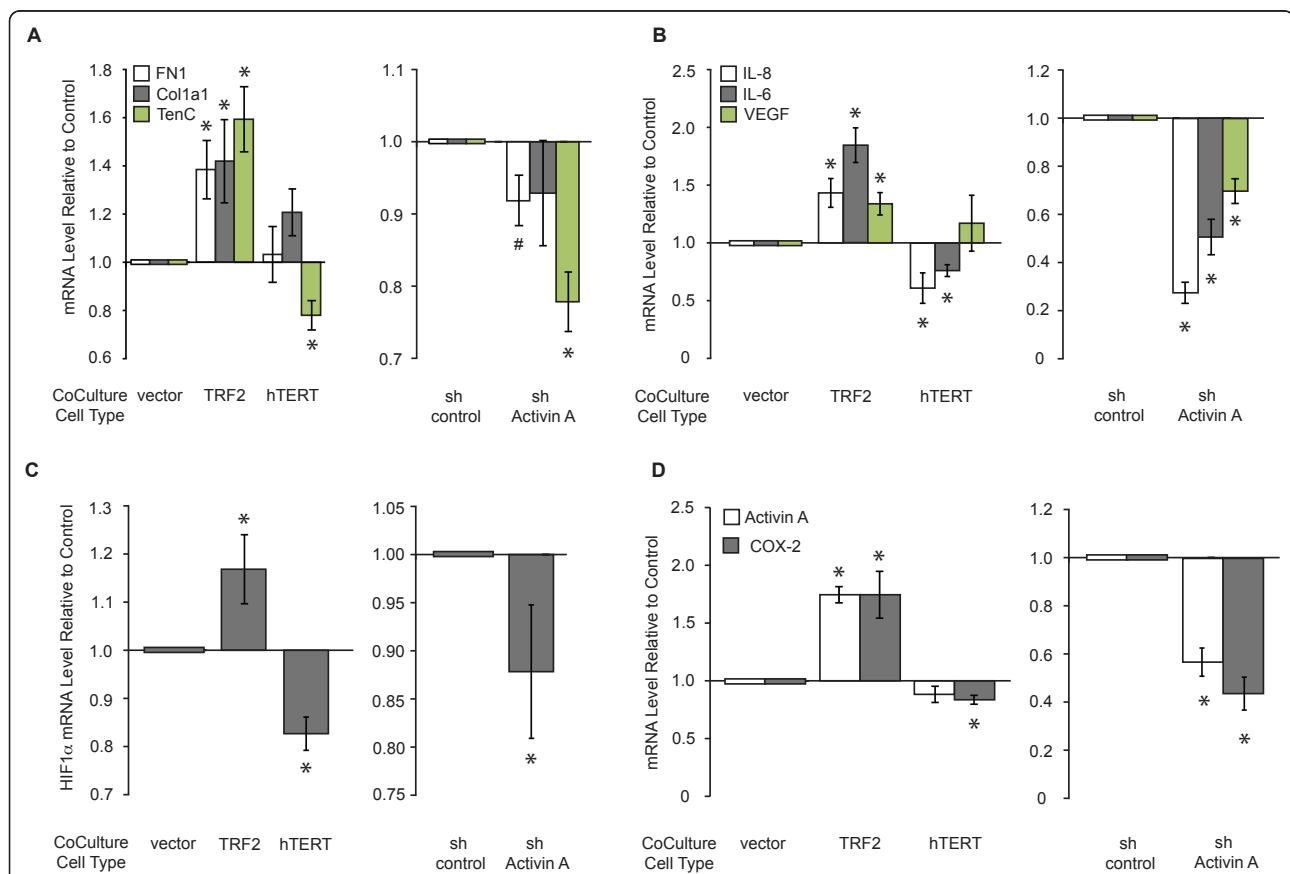 A
mRNA Level Relative to Control
1.8
1.6
1.4
1.2
1.0
0.8
0.6
FN1
Col1a1
TenC
*
*
*
*
CoCulture
Cell Type
vector
TRF2
hTERT
1.1
1.0
0.9
0.8
0.7
#
*
sh
control
sh
Activin A
B
mRNA Level Relative to Control
2.5
2.0
1.5
1.0
0.5
0
IL-8
IL-6
VEGF
*
*
*
*
*
CoCulture
Cell Type
vector
TRF2
hTERT
1.2
1.0
0.8
0.6
0.4
0.2
0
*
*
*
sh
control
sh
Activin A
C
HIF1α mRNA Level Relative to Control
1.3
1.2
1.1
1.0
0.9
0.8
0.7
*
*
CoCulture
Cell Type
vector
TRF2
hTERT
1.05
1.00
0.95
0.90
0.85
0.80
0.75
*
sh
control
sh
Activin A
D
mRNA Level Relative to Control
2.5
2.0
1.5
1.0
0.5
0
Activin A
COX-2
*
*
*
CoCulture
Cell Type
vector
TRF2
hTERT
1.2
1.0
0.8
0.6
0.4
0.2
0
*
*
sh
control
sh
Activin A